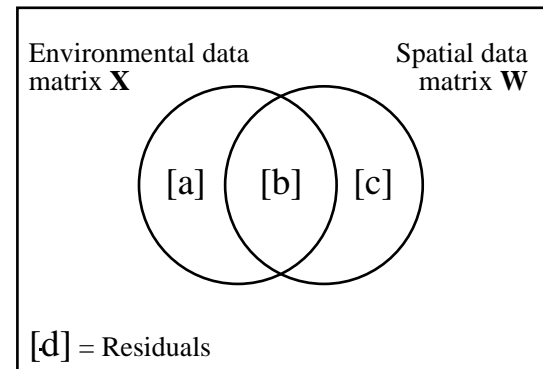 Environmental data
matrix X
Spatial data
matrix W
[a]
[b]
[c]
[d] = Residuals